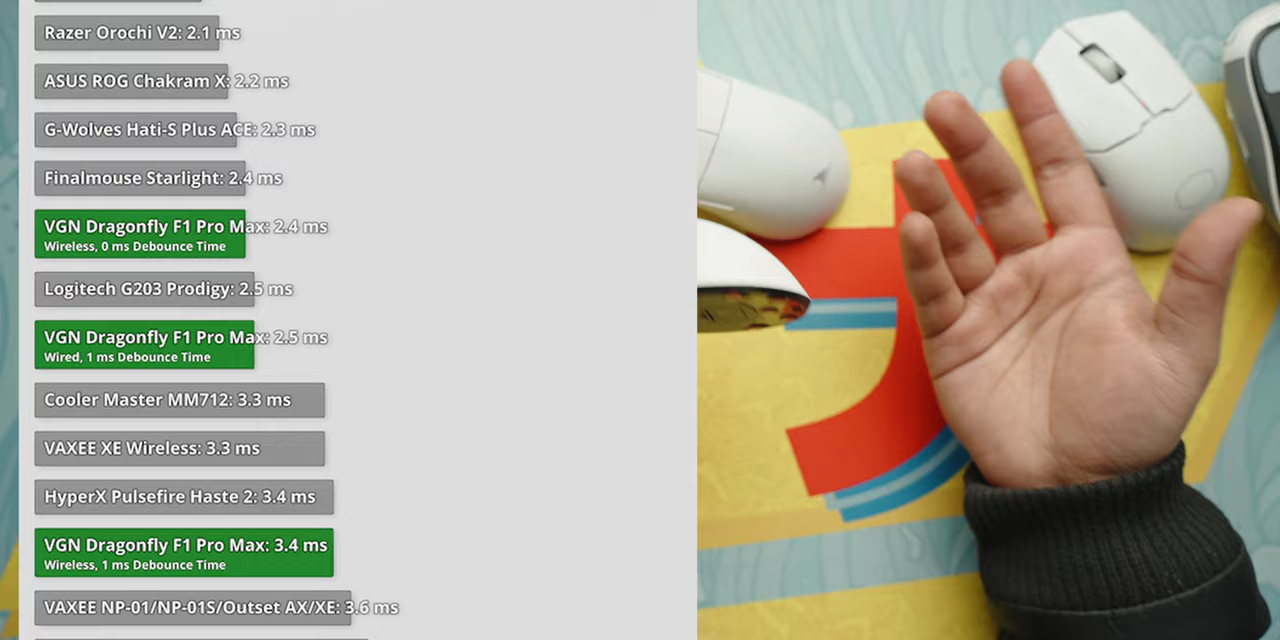 Razer Orochi V2: 2.1 ms
ASUS ROG Chakram X: 2.2 ms
G-Wolves Hati-S Plus ACE: 2.3 ms
Finalmouse Starlight: 2.4 ms
VGN Dragonfly F1 Pro Max: 2.4 ms
Wireless, 0 ms Debounce Time
Logitech G203 Prodigy: 2.5 ms
VGN Dragonfly F1 Pro Max: 2.5 ms
Wired, 1 ms Debounce Time
Cooler Master MM712: 3.3 ms
VAXEE XE Wireless: 3.3 ms
HyperX Pulsefire Haste 2: 3.4 ms
VGN Dragonfly F1 Pro Max: 3.4 ms
Wireless, 1 ms Debounce Time
VAXEE NP-01/NP-01S/Outset AX/XE: 3.6 ms